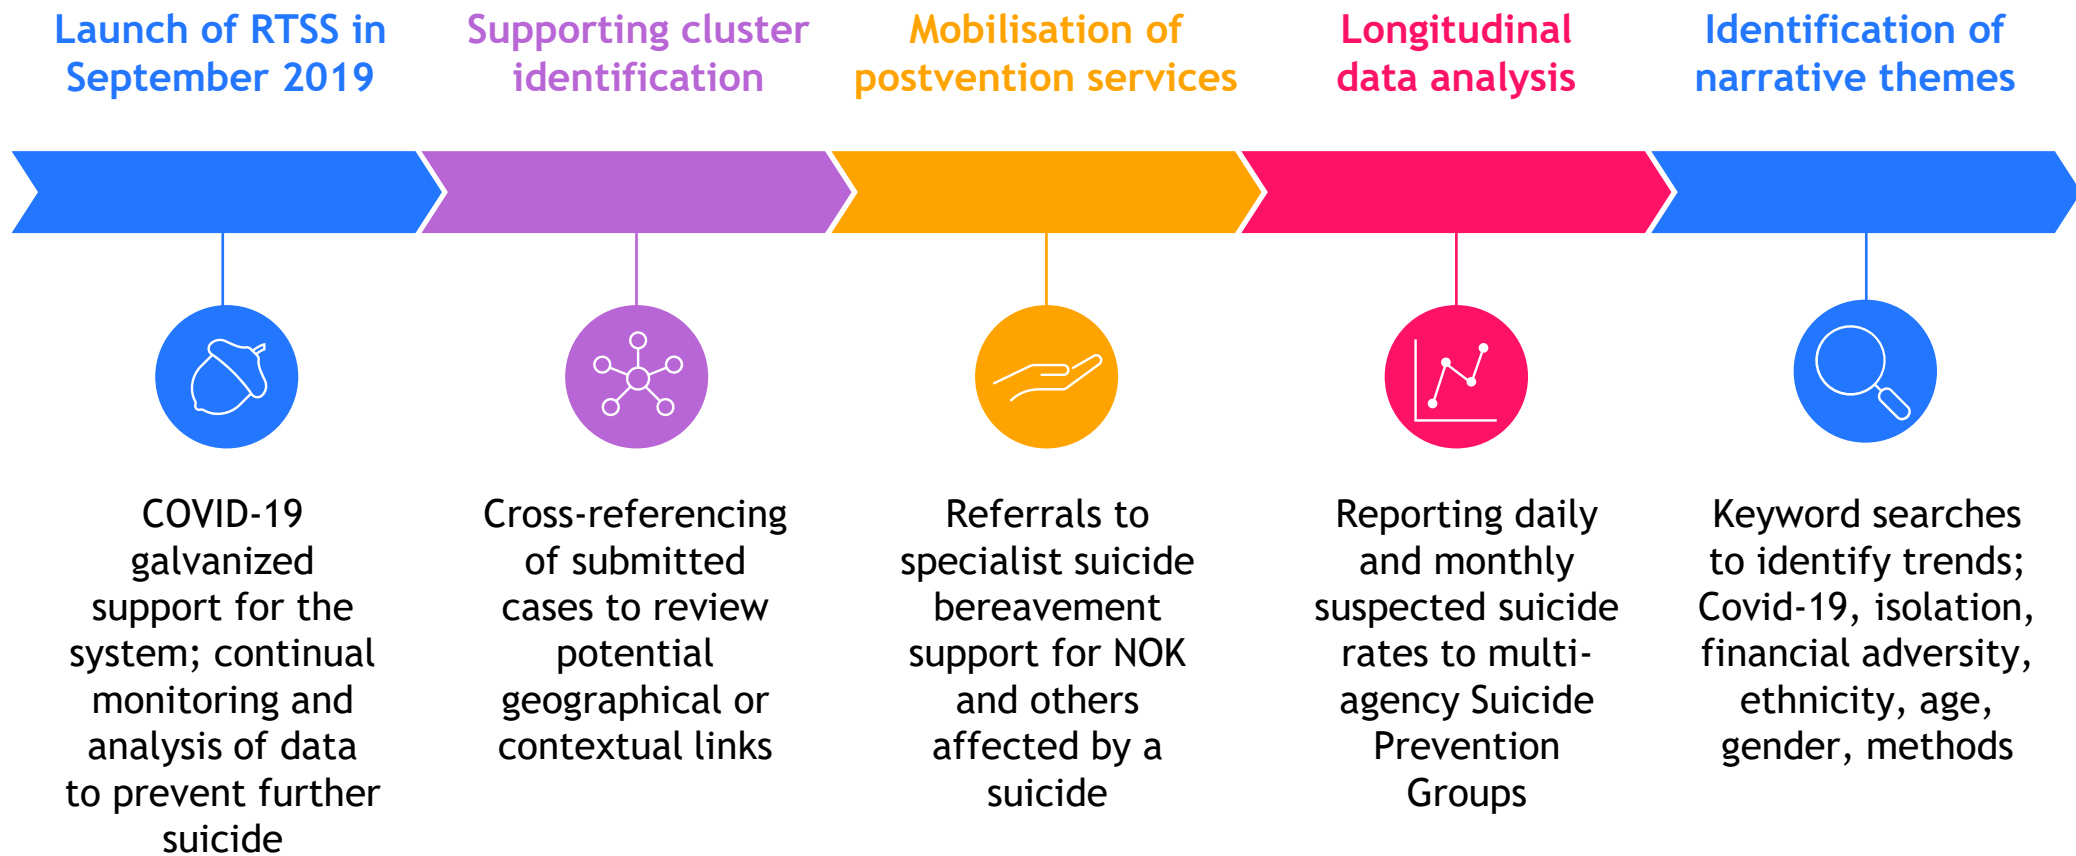 Launch of RTSS in
September 2019
Supporting cluster
identification
Mobilisation of
postvention services
Longitudinal
data analysis
Identification of
narrative themes
COVID-19
galvanized
support for the
system; continual
monitoring and
analysis of data
to prevent further
suicide
Cross-referencing
of submitted
cases to review
potential
geographical or
contextual links
Referrals to
specialist suicide
bereavement
support for NOK
and others
affected by a
suicide
Reporting daily
and monthly
suspected suicide
rates to multi-
agency Suicide
Prevention
Groups
Keyword searches
to identify trends;
Covid-19, isolation,
financial adversity,
ethnicity, age,
gender, methods